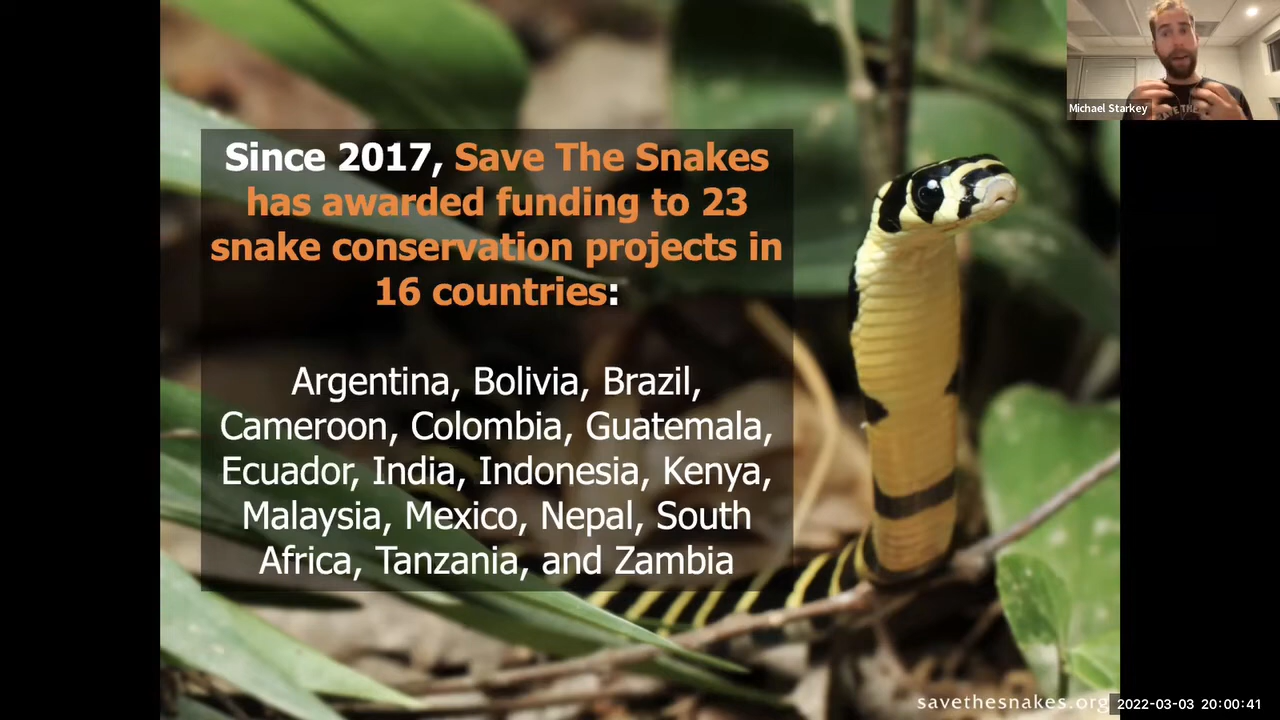 Michael Starkey
Since 2017, Save The Snakes
has awarded funding to 23
snake conservation projects in
16 countries:
Argentina, Bolivia, Brazil,
Cameroon, Colombia, Guatemala,
Ecuador, India, Indonesia, Kenya,
Malaysia, Mexico, Nepal, South
Africa, Tanzania, and Zambia
savethesnakes.org
2022-03-03 20:00:41